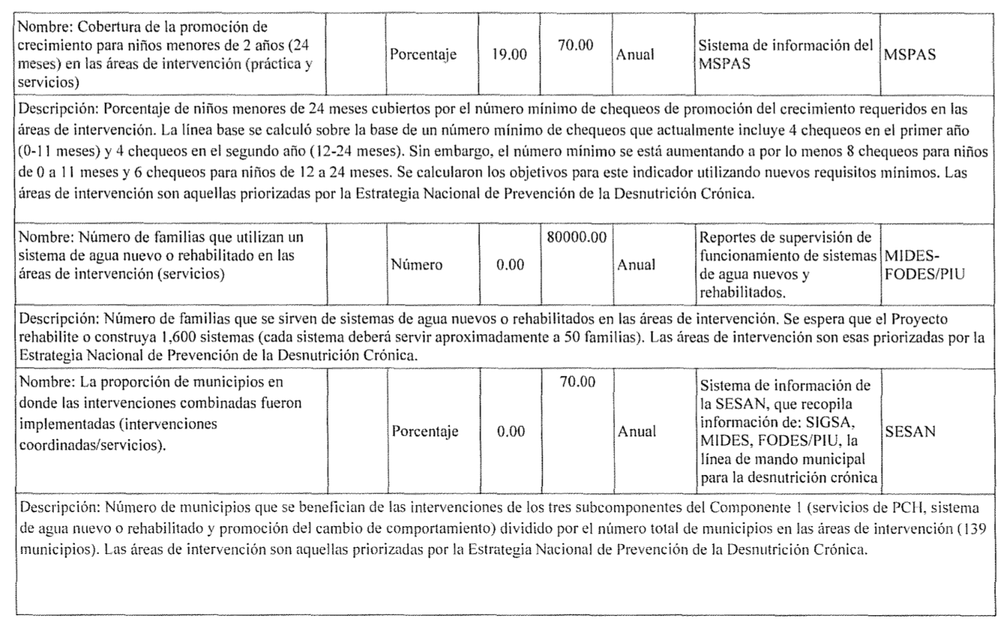 Nombre: Cobertura de la promoción de
crecimiento para niños menores de 2 años (24
meses) en las áreas de intervención (práctica y
servicios)
Porcentaje
19.00
70.00
Anual
Sistema de información del
MSPAS
MSPAS
Descripción: Porcentaje de niños menores de 24 meses cubiertos por el número mínimo de chequeos de promoción del crecimiento requeridos en las
áreas de intervención. La línea base se calculó sobre la base de un número mínimo de chequeos que actualmente incluye 4 chequeos en el primer año
(0-11 meses) y 4 chequeos en el segundo año (12-24 meses). Sin embargo, el número mínimo se está aumentando a por lo menos 8 chequeos para niños
de 0 a 11 meses y 6 chequeos para niños de 12 a 24 meses. Se calcularon los objetivos para este indicador utilizando nuevos requisitos mínimos. Las
áreas de intervención son aquellas priorizadas por la Estrategia Nacional de Prevención de la Desnutrición Crónica.
Nombre: Número de familias que utilizan un
sistema de agua nuevo o rehabilitado en las
áreas de intervención (servicios)
Número
0.00
80000.00
Anual
Reportes de supervisión de
funcionamiento de sistemas
de agua nuevos y
rehabilitados.
MIDES-
FODES/PIU
Descripción: Número de familias que se sirven de sistemas de agua nuevos o rehabilitados en las áreas de intervención. Se espera que el Proyecto
rehabilite o construya 1,600 sistemas (cada sistema deberá servir aproximadamente a 50 familias). Las áreas de intervención son esas priorizadas por la
Estrategia Nacional de Prevención de la Desnutrición Crónica.
Nombre: La proporción de municipios en
donde las intervenciones combinadas fueron
implementadas (intervenciones
coordinadas/servicios).
Porcentaje
0.00
70.00
Anual
Sistema de información de
la SESAN, que recopila
información de: SIGSA,
MIDES, FODES/PIU, la
línea de mando municipal
para la desnutrición crónica
SESAN
Descripción: Número de municipios que se benefician de las intervenciones de los tres subcomponentes del Componente 1 (servicios de PCH, sistema
de agua nuevo o rehabilitado y promoción del cambio de comportamiento) dividido por el número total de municipios en las áreas de intervención (139
municipios). Las áreas de intervención son aquellas priorizadas por la Estrategia Nacional de Prevención de la Desnutrición Crónica.